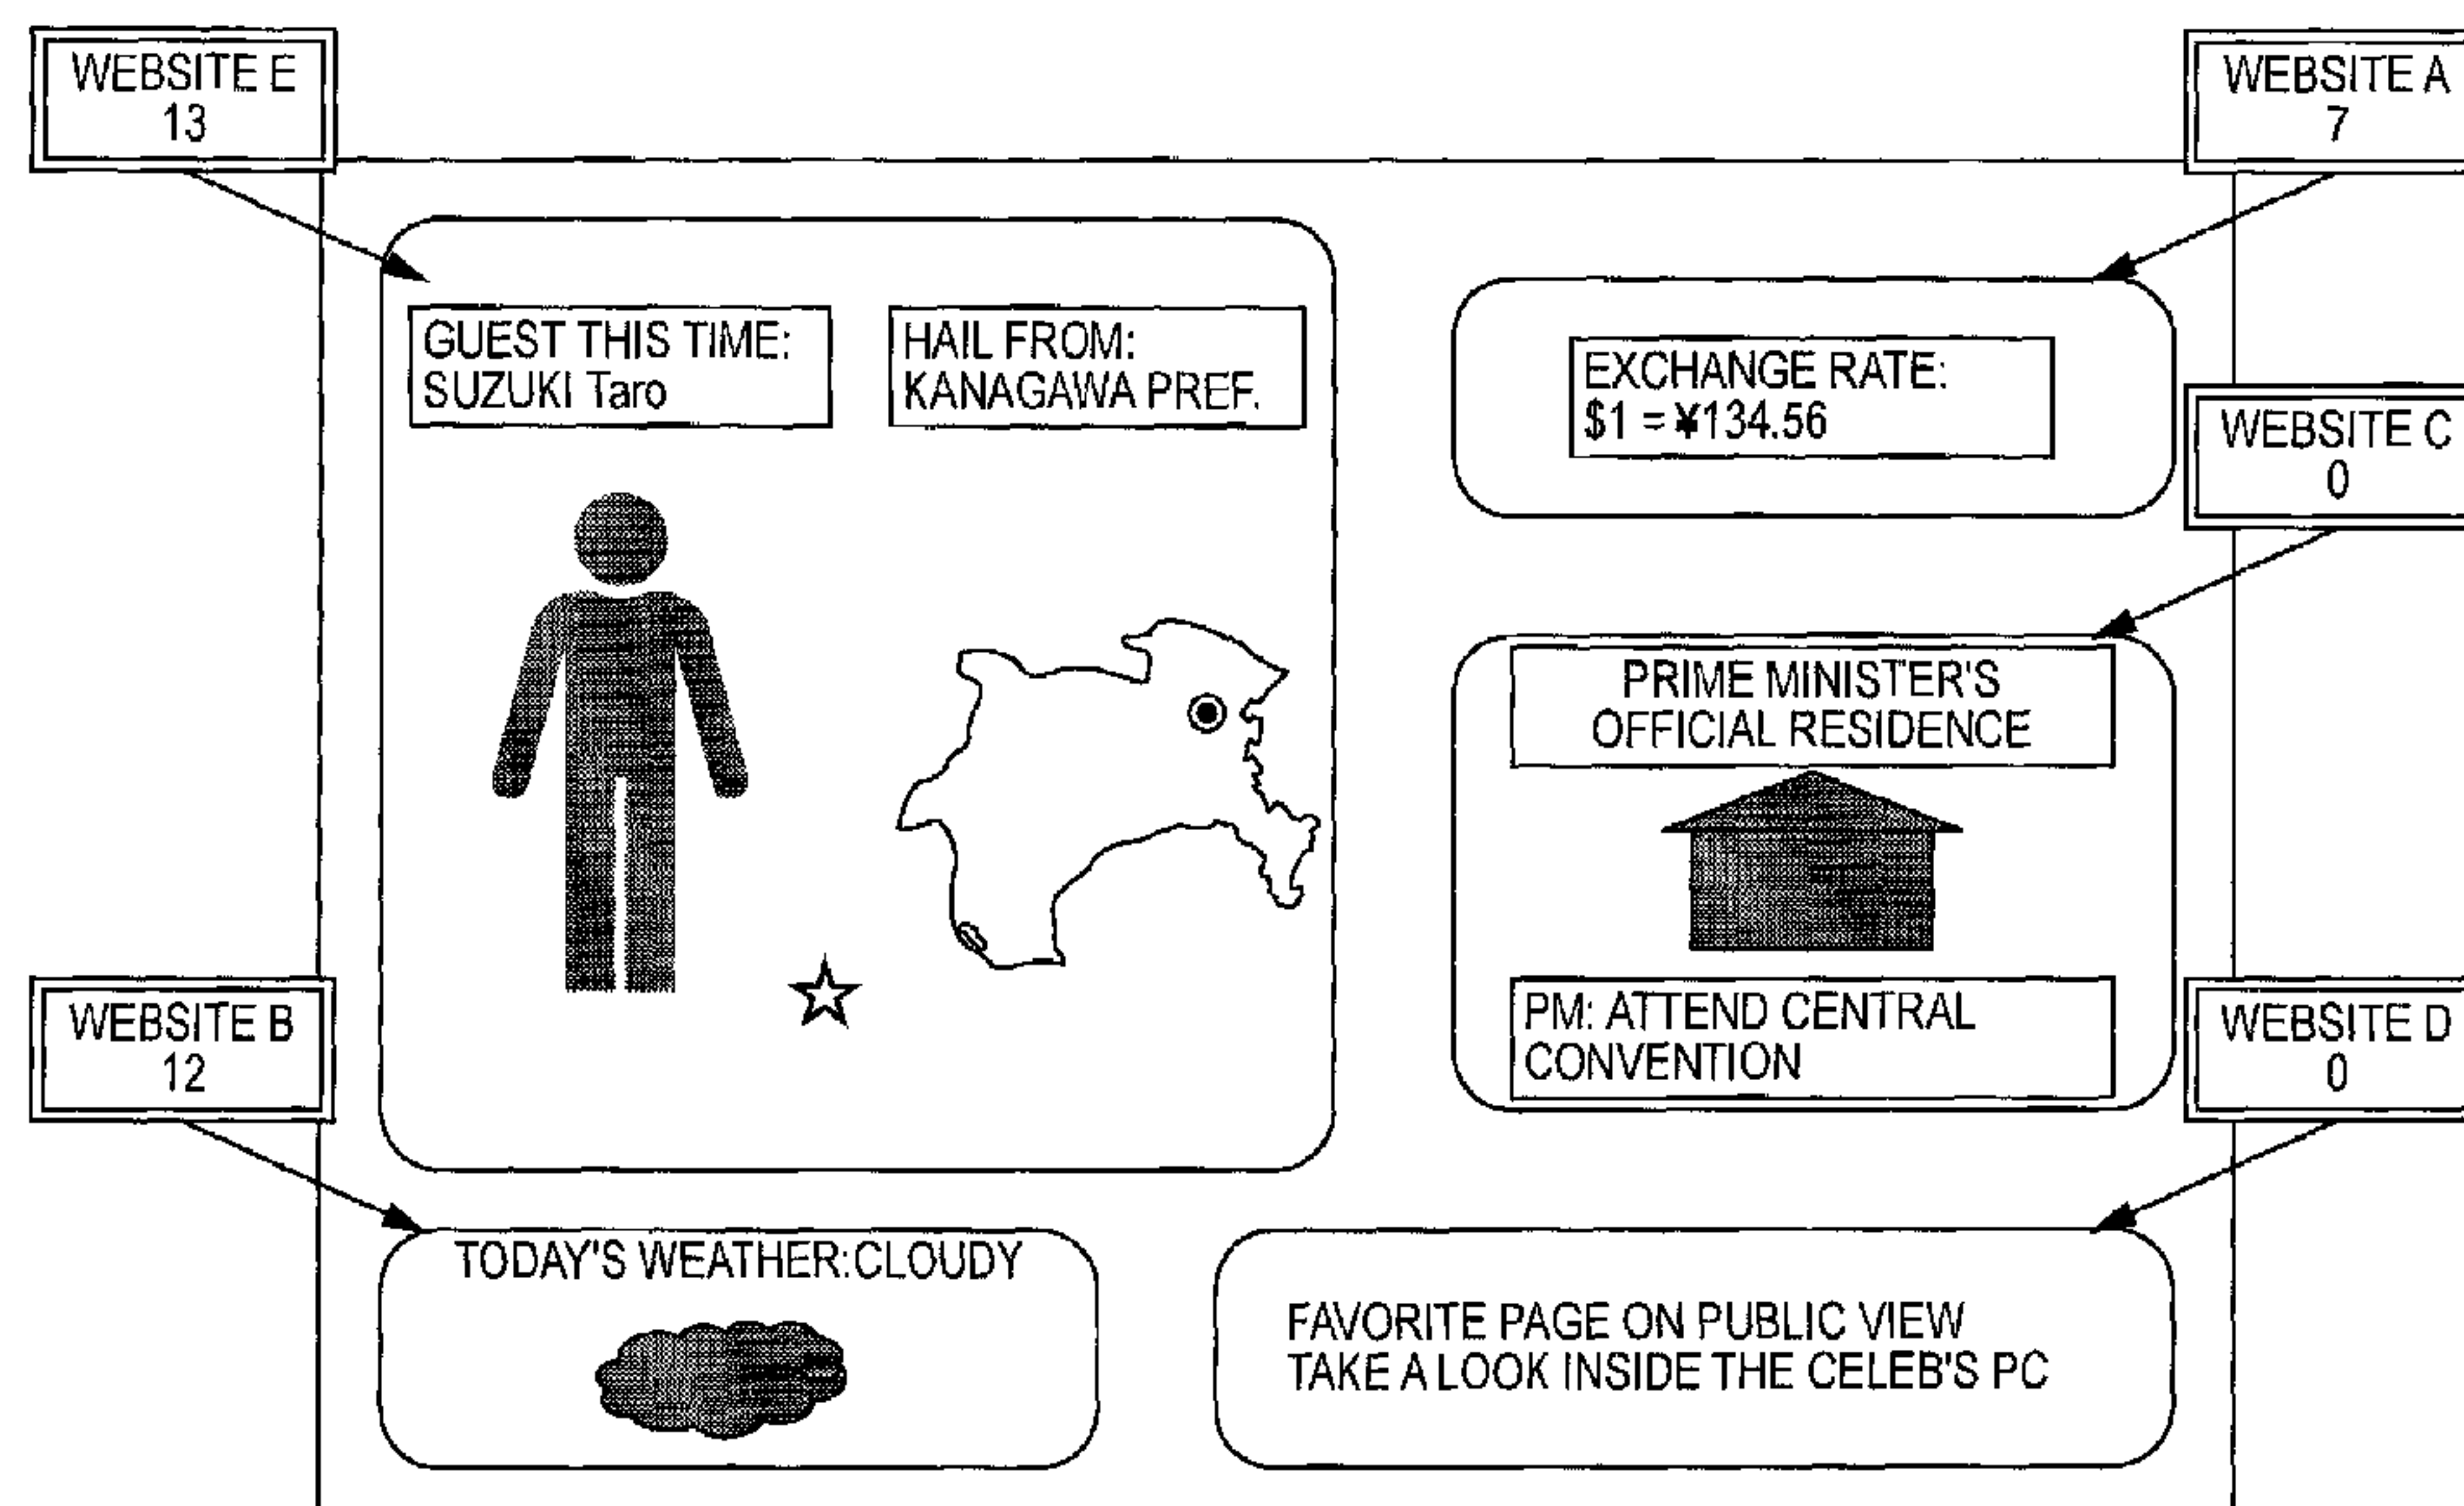 WEBSITE E
13
WEBSITE A
7
GUEST THIS TIME:
SUZUKI Taro
HAIL FROM:
KANAGAWA PREF.
EXCHANGE RATE:
$1 = ¥134.56
WEBSITE C
0
PRIME MINISTER'S
OFFICIAL RESIDENCE
PM: ATTEND CENTRAL
CONVENTION
WEBSITE B
12
WEBSITE D
0
TODAY'S WEATHER:CLOUDY
FAVORITE PAGE ON PUBLIC VIEW
TAKE A LOOK INSIDE THE CELEB'S PC